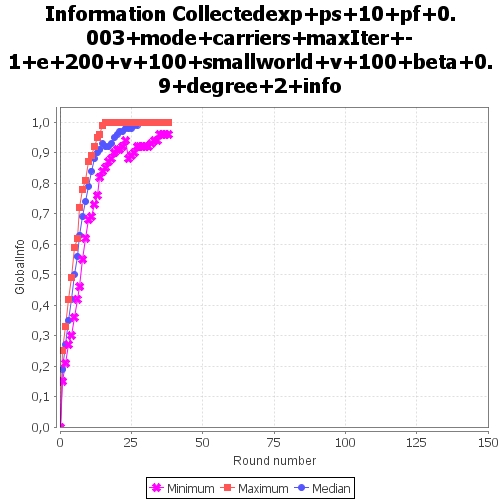 Information Collectedexp+ps+10+pf+0.
003+mode+carriers+maxIter+-
1+e+200+v+100+smallworld+v+100+beta+0.
9+degree+2+info
1,0
0,9
0,8
0,7
0,6
0,5
0,4
0,3
0,2
0,1
0,0
GlobalInfo
0 25 50 75 100 125 150
Round number
Minimum Maximum Median